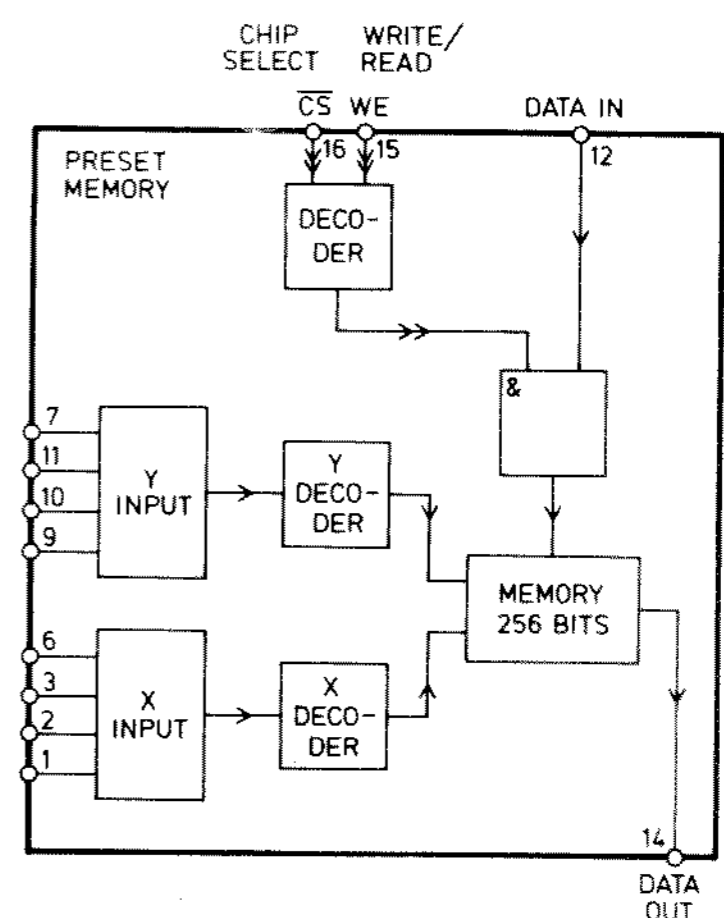 CHIP
SELECT
WRITE/
READ
CS WE
DATA IN
16
15
12
PRESET
MEMORY
DECO-
DER
&
7
11
10
9
Y
INPUT
Y
DECO-
DER
MEMORY
256 BITS
6
3
2
1
X
INPUT
X
DECO-
DER
14
DATA
OUT